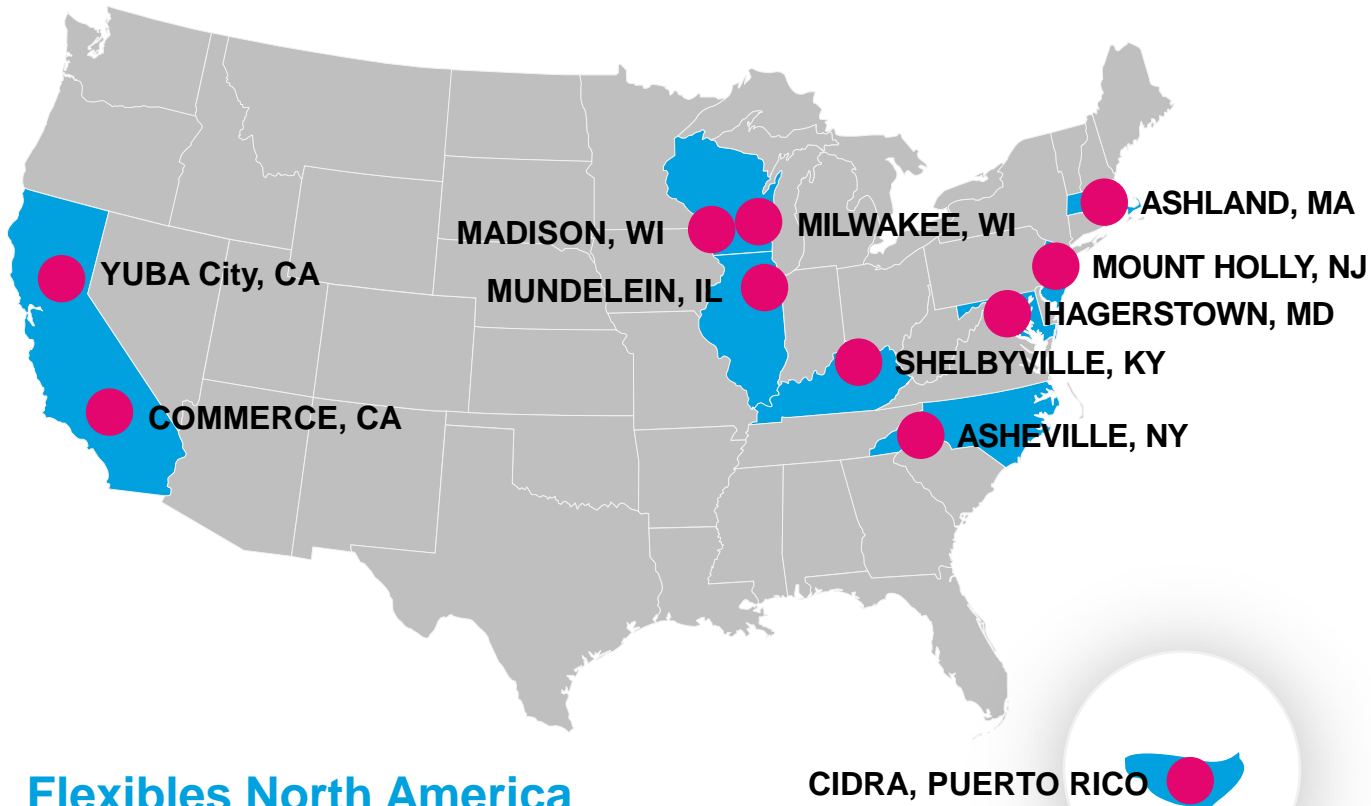 ASHLAND, MA
MADISON, WI
MILWAKEE, WI
MOUNT HOLLY, NJ
YUBA City, CA
MUNDELEIN, IL
HAGERSTOWN, MD
SHELBYVILLE, KY
COMMERCE, CA
ASHEVILLE, NY
CIDRA, PUERTO RICO
Flexibles North America